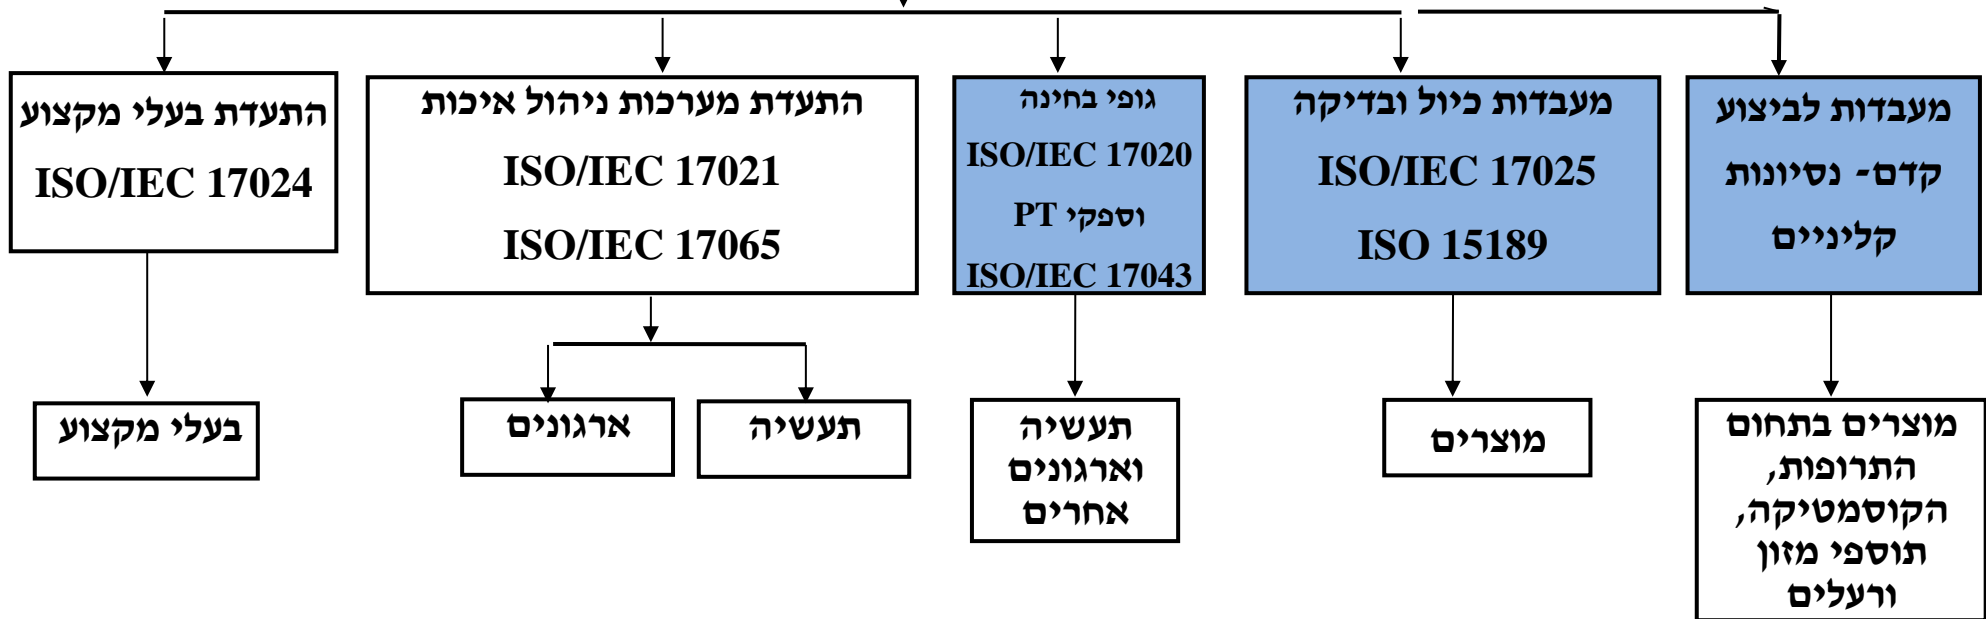 מעבדות לביצוע
קדם- נסיונות
קליניים
מעבדות כיול ובדיקה
ISO/IEC 17025
ISO 15189
גופי בחינה
ISO/IEC 17020
וספקי PT
ISO/IEC 17043
התעדת מערכות ניהול איכות
ISO/IEC 17021
ISO/IEC 17065
התעדת בעלי מקצוע
ISO/IEC 17024
מוצרים בתחום
התרופות,
הקוסמטיקה,
תוספי מזון
ורעלים
מוצרים
תעשיה
וארגונים
אחרים
תעשיה
ארגונים
בעלי מקצוע